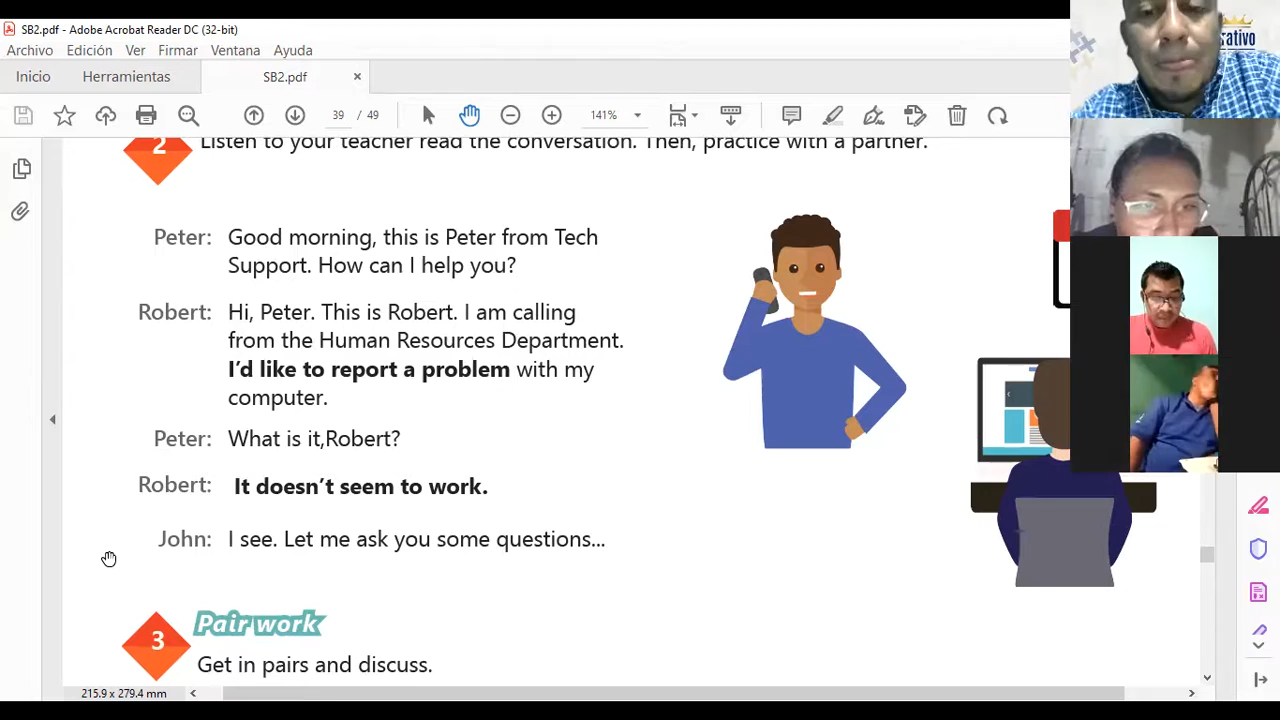 SB2.pdf - Adobe Acrobat Reader DC (32-bit)
Archivo Edición Ver Firmar Ventana Ayuda
Inicio Herramientas SB2.pdf ×
39 / 49 141%
2 Listen to your teacher read the conversation. Then, practice with a partner.
Peter: Good morning, this is Peter from Tech
Support. How can I help you?
Robert: Hi, Peter. This is Robert. I am calling
from the Human Resources Department.
I'd like to report a problem with my
computer.
Peter: What is it,Robert?
Robert: It doesn't seem to work.
John: I see. Let me ask you some questions...
3 Pair work
Get in pairs and discuss.
215.9 x 279.4 mm